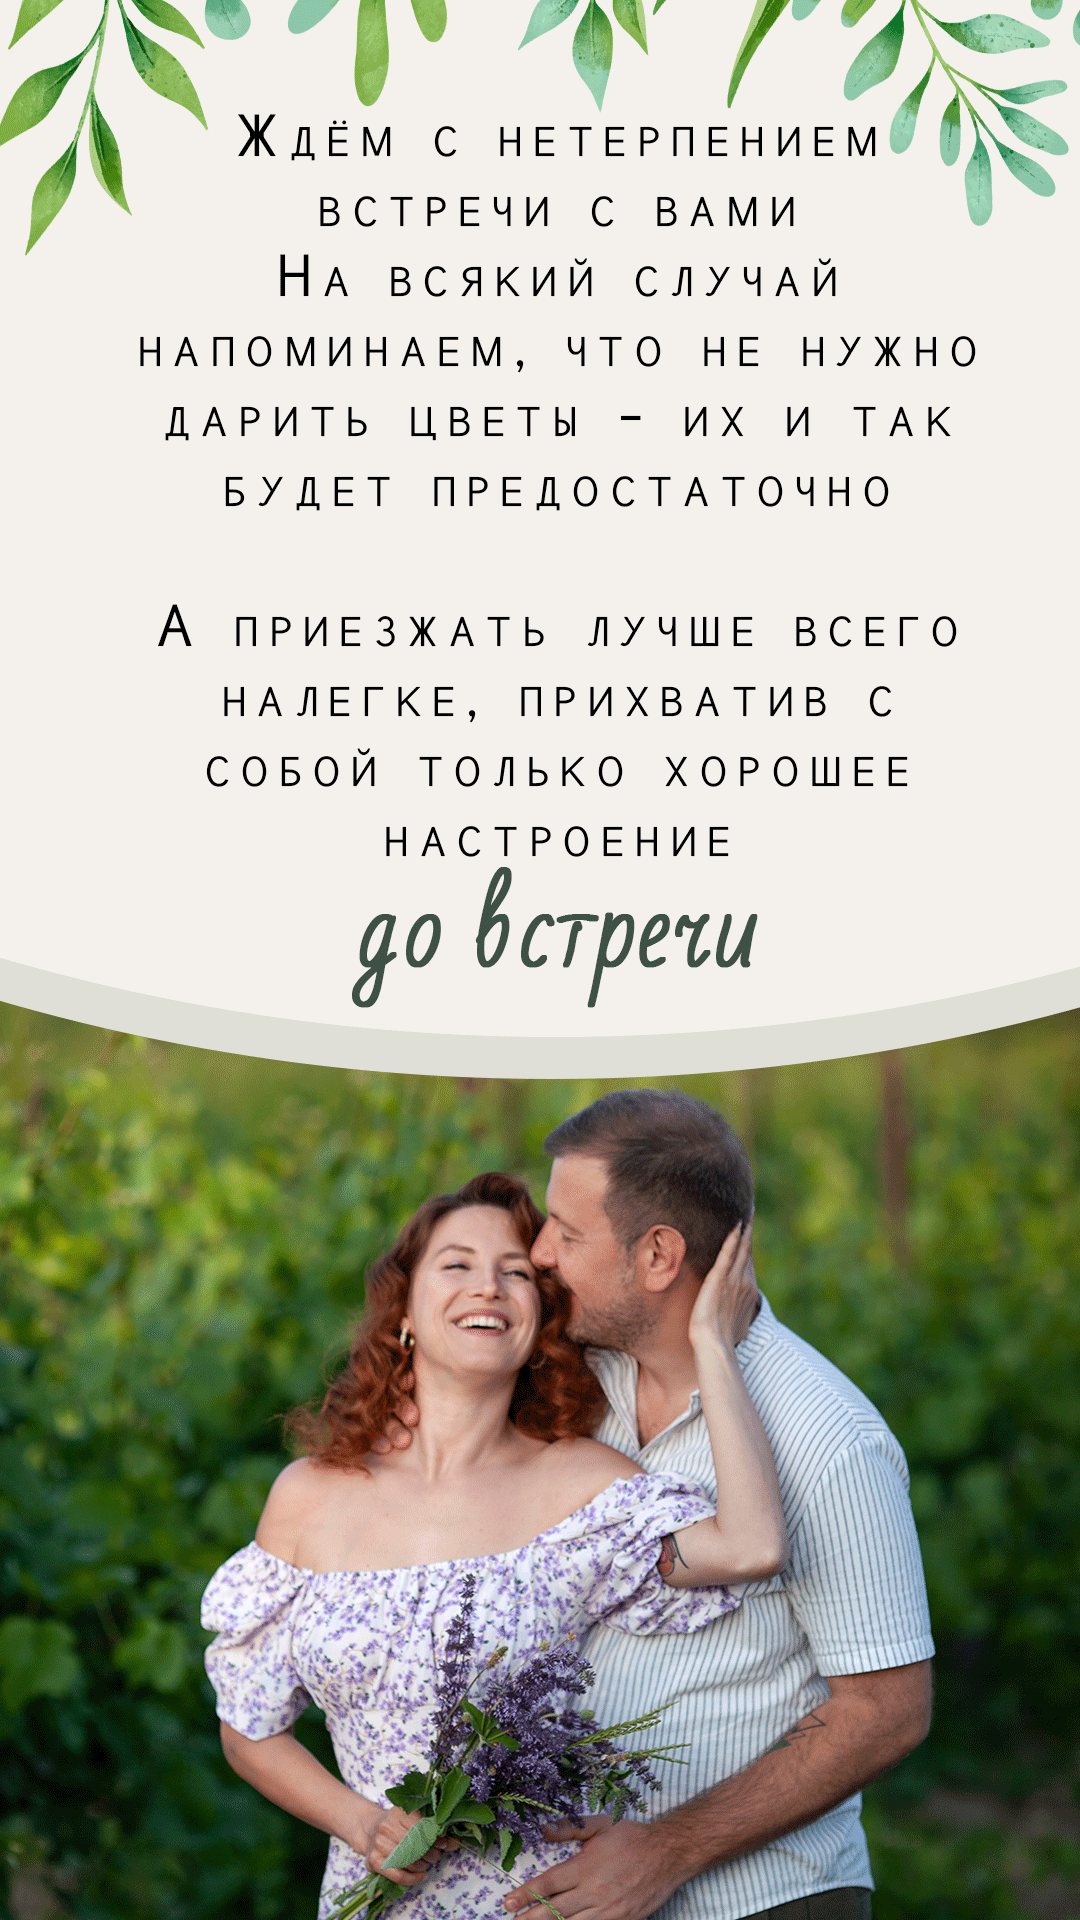 Ждём с нетерпением
встречи с вами
На всякий случай
напоминаем, что не нужно
дарить цветы - их и так
будет предостаточно
А приезжать лучше всего
налегке, прихватив с
собой только хорошее
настроение
до встречи